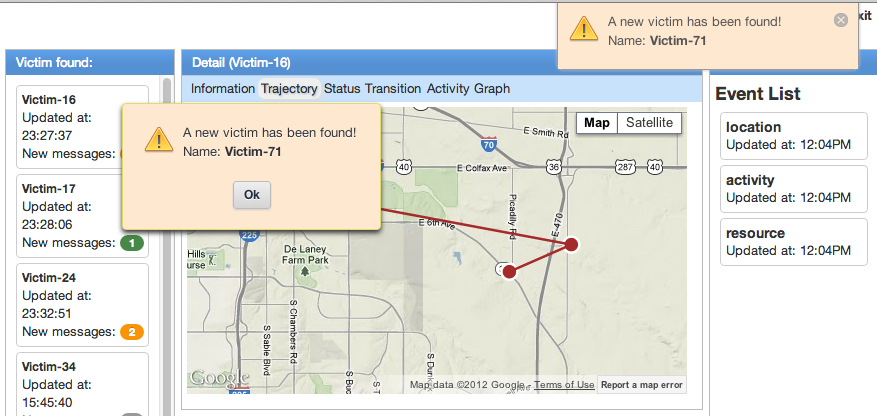 xit
A new victim has been found!
Name: Victim-71
Victim found:
Victim-16
Updated at:
23:27:37
New messages:
Victim-17
Updated at:
23:28:06
New messages: 1
Victim-24
Updated at:
23:32:51
New messages: 2
Victim-34
Updated at:
15:45:40
Detail (Victim-16)
Information Trajectory Status Transition Activity Graph
A new victim has been found!
Name: Victim-71
Ok
Map Satellite
E Smith Rd
70
40
E Colfax Ave
36
287
40
Picadilly Rd
E-470
E 6th Ave
225
De Laney
Farm Park
Hills
urse
S Chambers Rd
S Sable Blvd
S Buc
S Dunk
Google
225
Map data ©2012 Google - Terms of Use Report a map error
Event List
location
Updated at: 12:04PM
activity
Updated at: 12:04PM
resource
Updated at: 12:04PM